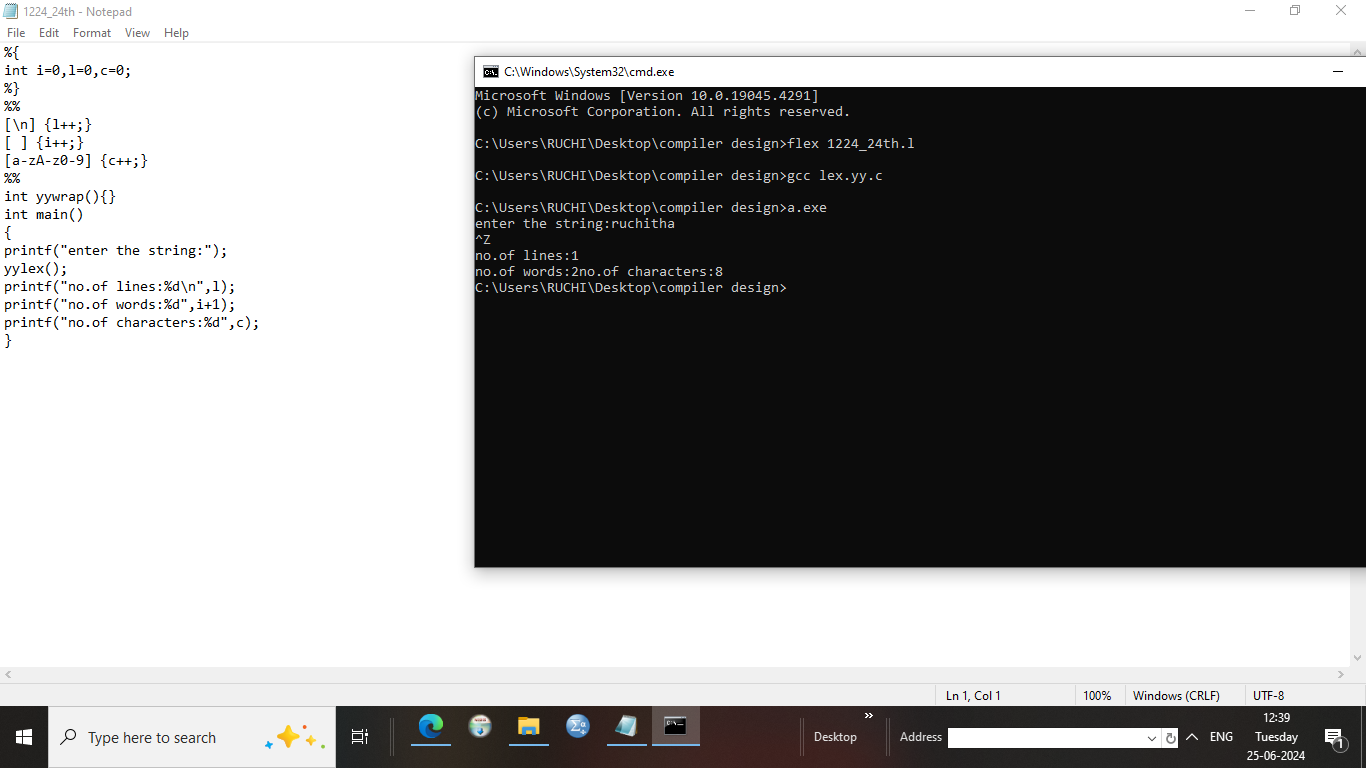 1224_24th - Notepad
File Edit Format View Help
%{
int i=0,l=0,c=0;
%}
%%
[\n] {l++;}
[ ] {i++;}
[a-zA-z0-9] {c++;}
%%
int yywrap(){}
int main()
{
printf("enter the string:");
yylex();
printf("no.of lines:%d\n",l);
printf("no.of words:%d",i+1);
printf("no.of characters:%d",c);
}
C:\Windows\System32\cmd.exe
Microsoft Windows [Version 10.0.19045.4291]
(c) Microsoft Corporation. All rights reserved.
C:\Users\RUCHI\Desktop\compiler design>flex 1224_24th.l
C:\Users\RUCHI\Desktop\compiler design>gcc lex.yy.c
C:\Users\RUCHI\Desktop\compiler design>a.exe
enter the string:ruchitha
^Z
no.of lines:1
no.of words:2no.of characters:8
C:\Users\RUCHI\Desktop\compiler design>
Ln 1, Col 1 100% Windows (CRLF) UTF-8
Type here to search
Desktop
Address
ENG
12:39
Tuesday
25-06-2024
1